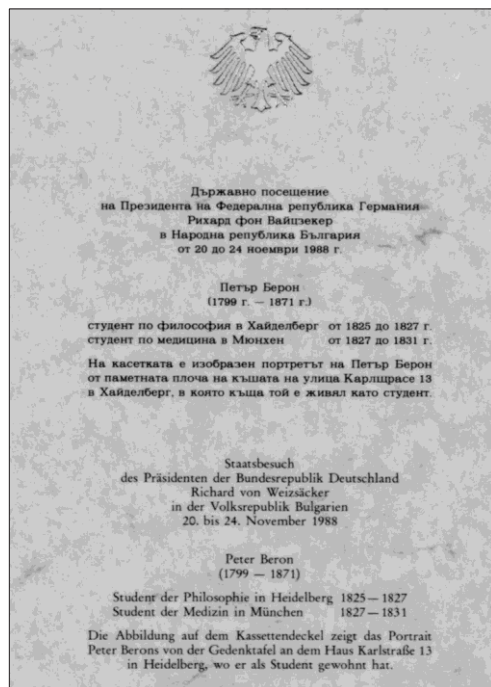 Държавно посещение
на Президента на Федерална република Германия
Рихард фон Вайцзекер
в Народна република България
от 20 до 24 ноември 1988 г.
Петър Берон
(1799 г. — 1871 г.)
студент по философия в Хайделберг от 1825 до 1827 г.
студент по медицина в Мюнхен от 1827 до 1831 г.
На касетката е изобразен портретът на Петър Берон
от паметната плоча на къшата на улица Карлщрасе 13
в Хайделберг, в която къща той е живял като студент.
Staatsbesuch
des Präsidenten der Bundesrepublik Deutschland
Richard von Weizsäcker
in der Volksrepublik Bulgarien
20. bis 24. November 1988
Peter Beron
(1799 — 1871)
Student der Philosophie in Heidelberg 1825—1827
Student der Medizin in München 1827—1831
Die Abbildung auf dem Kassettendeckel zeigt das Portrait
Peter Berons von der Gedenktafel an dem Haus Karlstraße 13
in Heidelberg, wo er als Student gewohnt hat.